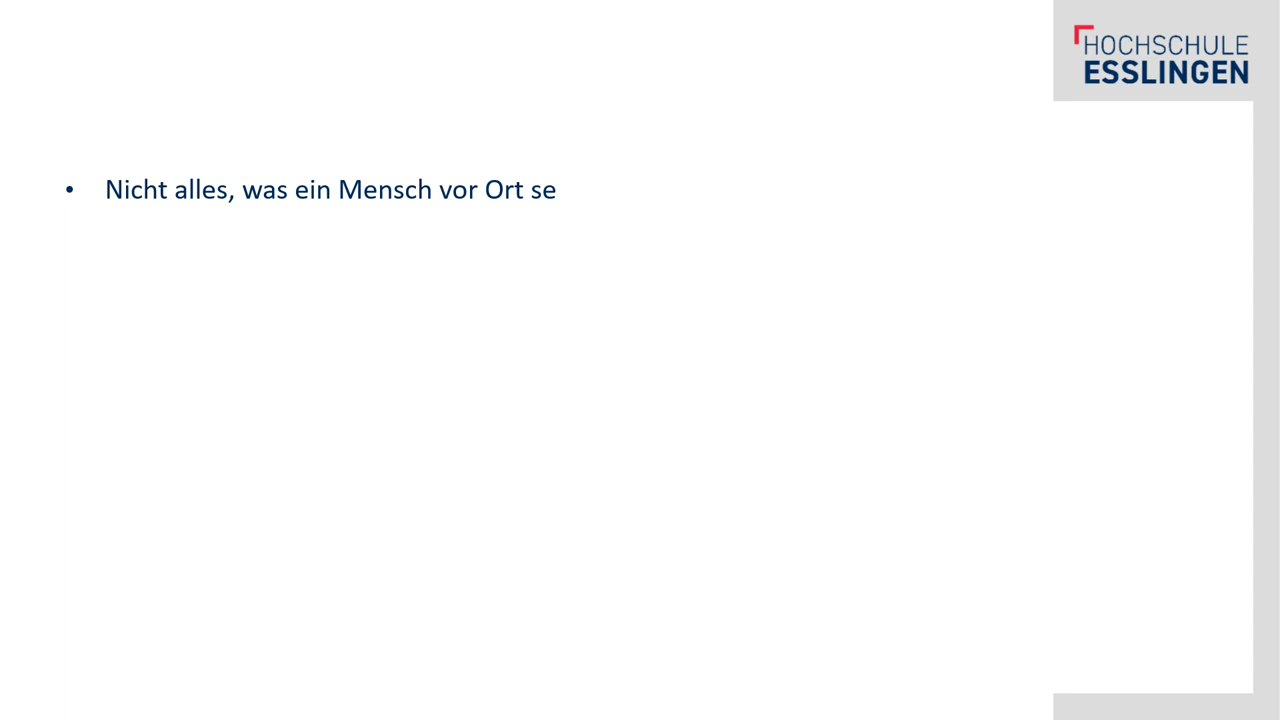 HOCHSCHULE
ESSLINGEN
• Nicht alles, was ein Mensch vor Ort se